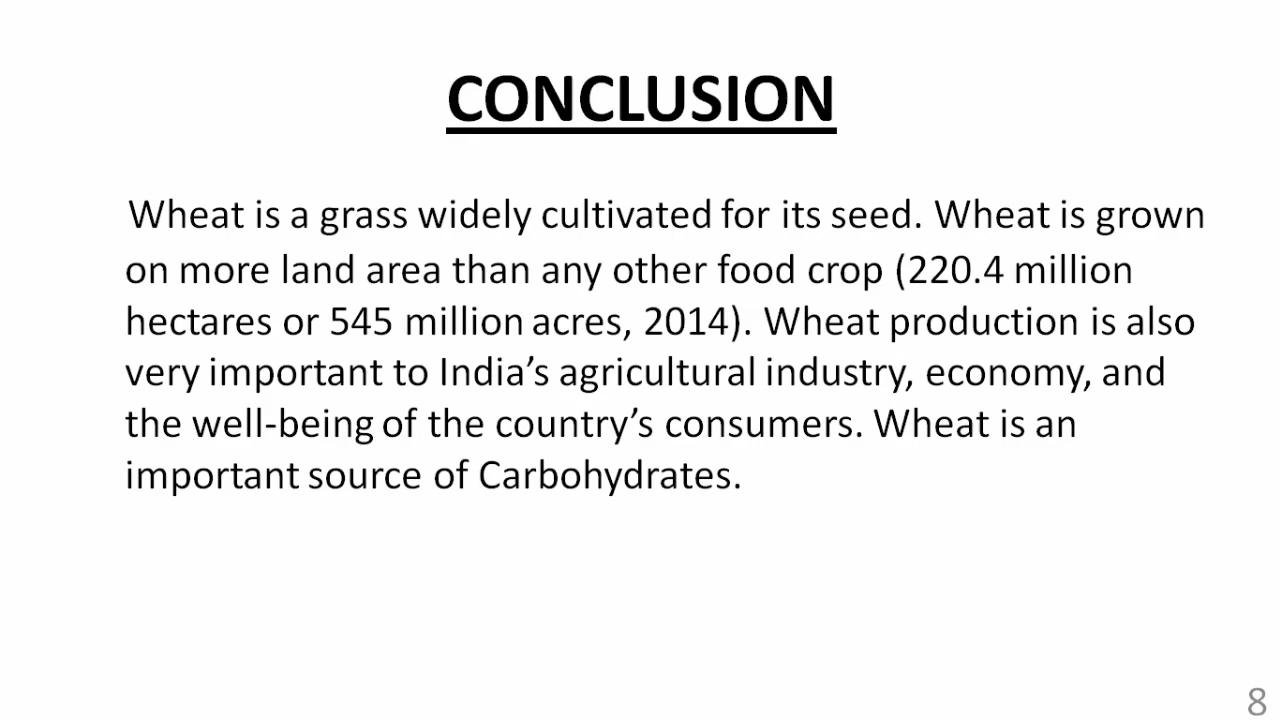 CONCLUSION
Wheat is a grass widely cultivated for its seed. Wheat is grown
on more land area than any other food crop (220.4 million
hectares or 545 million acres, 2014). Wheat production is also
very important to India’s agricultural industry, economy, and
the well-being of the country’s consumers. Wheat is an
important source of Carbohydrates.
8